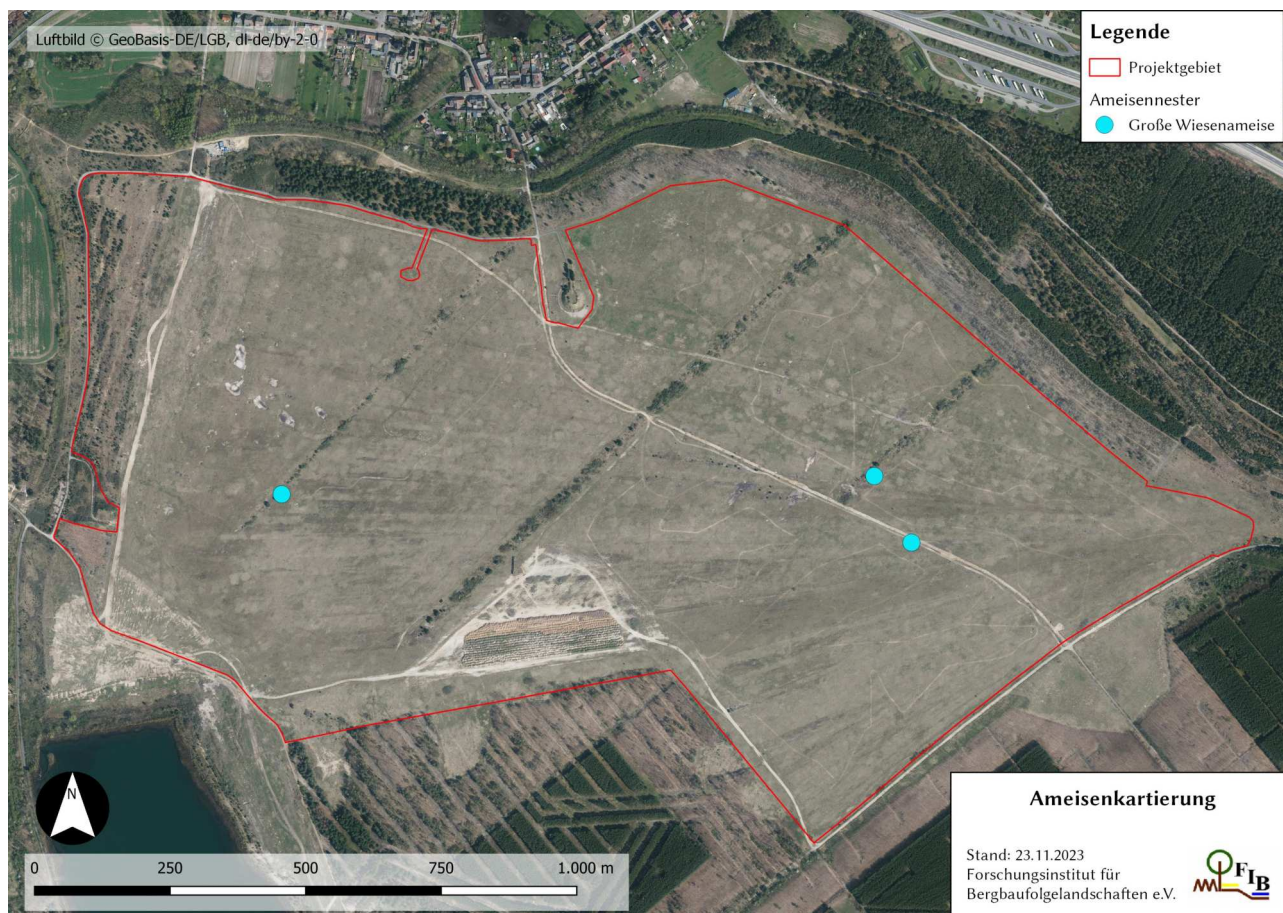 Luftbild © GeoBasis-DE/LGB, dl-de/by-2-0
Legende
Projektgebiet
Ameisennester
Große Wiesenameise
N
0 250 500 750 1.000 m
Ameisenkartierung
Stand: 23.11.2023
Forschungsinstitut für
Bergbaufolgelandschaften e.V.
FIB